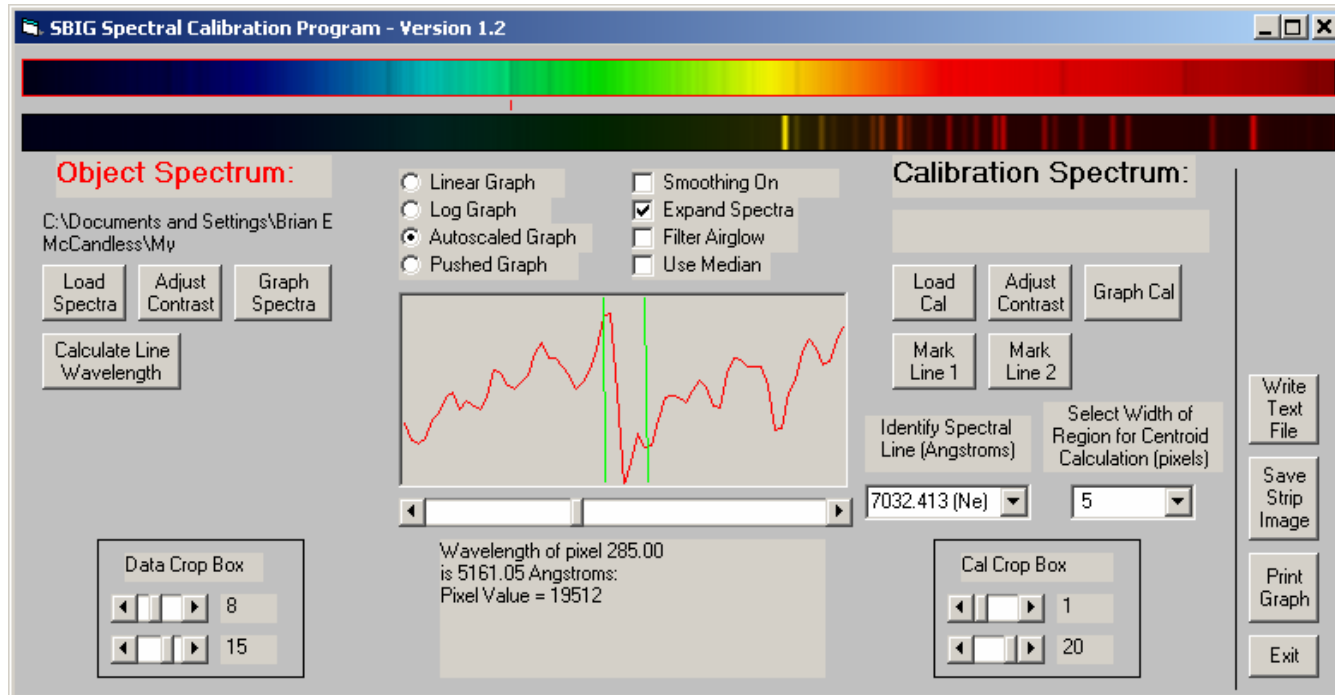 SBIG Spectral Calibration Program - Version 1.2
Object Spectrum:
C:\Documents and Settings\Brian E
McCandless\My
Load
Spectra
Adjust
Contrast
Graph
Spectra
Calculate Line
Wavelength
Linear Graph
Log Graph
Autoscaled Graph
Pushed Graph
Smoothing On
Expand Spectra
Filter Airglow
Use Median
Calibration Spectrum:
Load
Cal
Adjust
Contrast
Graph Cal
Mark
Line 1
Mark
Line 2
Identify Spectral
Line (Angstroms)
7032.413 (Ne)
Select Width of
Region for Centroid
Calculation (pixels)
5
Write
Text
File
Save
Strip
Image
Print
Graph
Exit
Data Crop Box
8
15
Wavelength of pixel 285.00
is 5161.05 Angstroms:
Pixel Value = 19512
Cal Crop Box
1
20